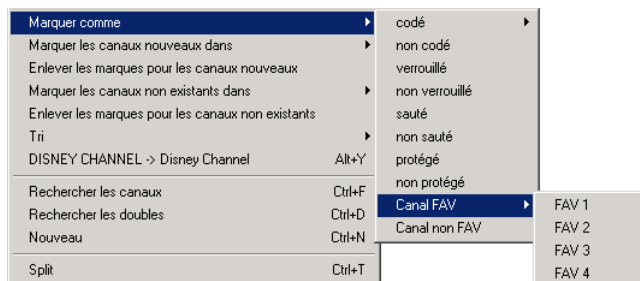 Marquer comme
Marquer les canaux nouveaux dans
Enlever les marques pour les canaux nouveaux
Marquer les canaux non existants dans
Enlever les marques pour les canaux non existants
Tri
DISNEY CHANNEL -> Disney Channel Alt+Y
Rechercher les canaux Ctrl+F
Rechercher les doubles Ctrl+D
Nouveau Ctrl+N
Split Ctrl+T
codé
non codé
verrouillé
non verrouillé
sauté
non sauté
protégé
non protégé
Canal FAV
Canal non FAV
FAV 1
FAV 2
FAV 3
FAV 4